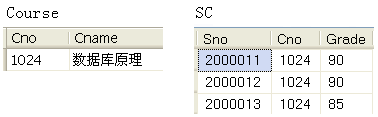 Course
Cno Cname
1024 数据库原理
SC
Sno Cno Grade
2000011 1024 90
2000012 1024 90
2000013 1024 85